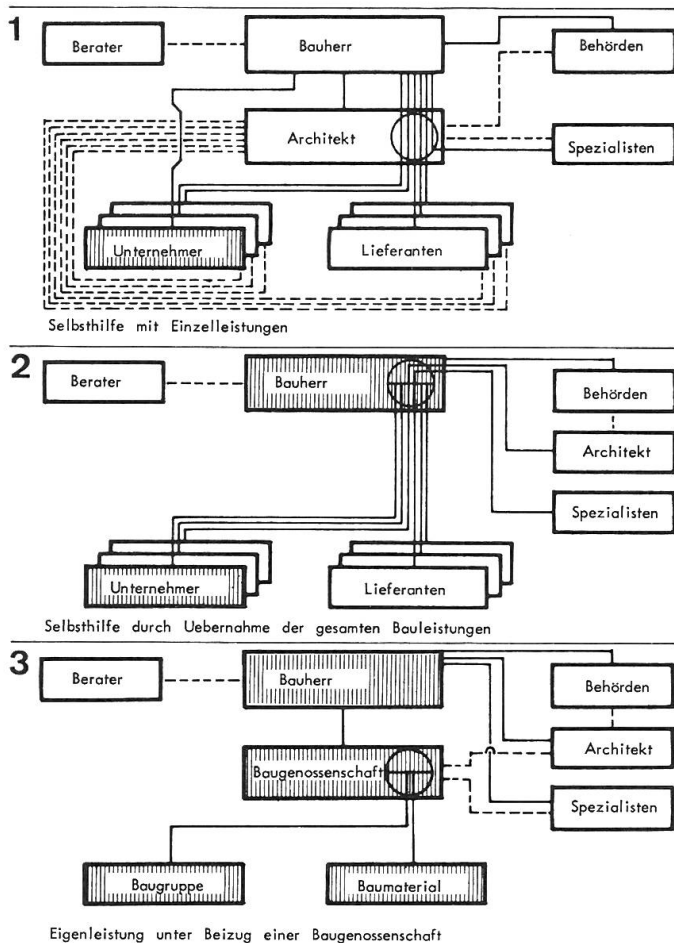 1
Berater
Bauherr
Behörden
Architekt
Spezialisten
Unternehmer
Lieferanten
Selbsthilfe mit Einzelleistungen
2
Berater
Bauherr
Behörden
Architekt
Spezialisten
Unternehmer
Lieferanten
Selbsthilfe durch Uebernahme der gesamten Bauleistungen
3
Berater
Bauherr
Behörden
Baugenossenschaft
Architekt
Spezialisten
Baugruppe
Baumaterial
Eigenleistung unter Beizug einer Baugenossenschaft